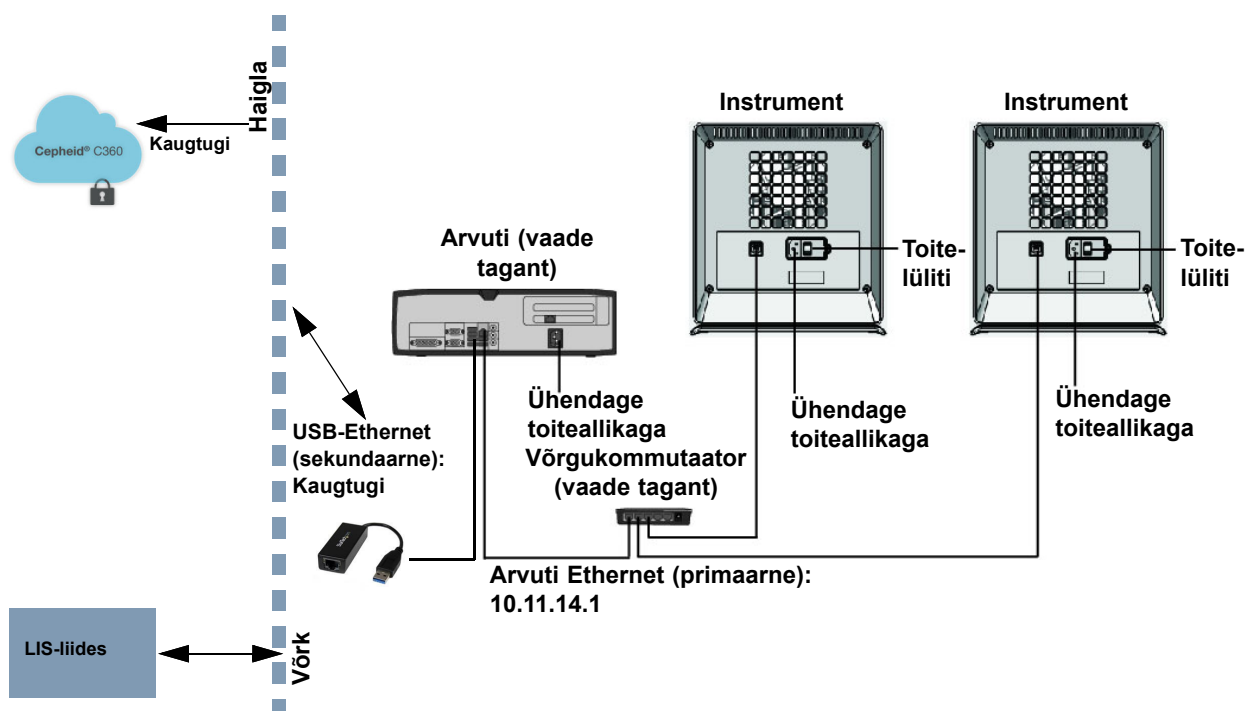 Haigla
Cepheid® C360
Kaugtugi
Instrument
Instrument
Arvuti (vaade
tagant)
Toite-
lüliti
Toite-
lüliti
Ühendage
toiteallikaga
Ühendage
toiteallikaga
Ühendage
toiteallikaga
USB-Ethernet
(sekundaarne):
Kaugtugi
Võrgukommutaator
(vaade tagant)
Arvuti Ethernet (primaarne):
10.11.14.1
LIS-liides
Võrk